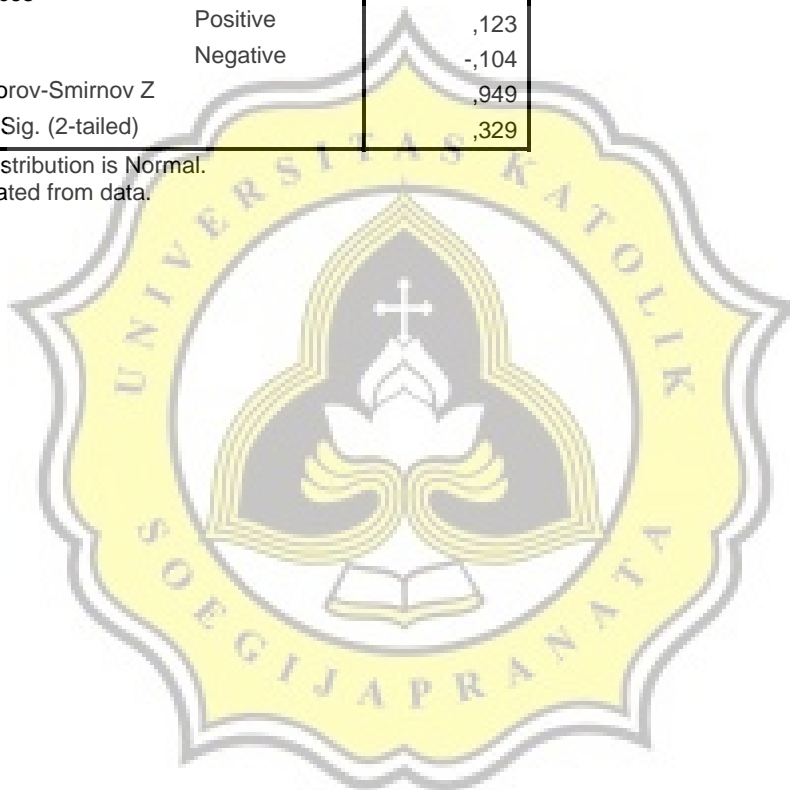 Positive ,123
Negative -,104
orov-Smirnov Z ,949
Sig. (2-tailed) ,329
stribution is Normal.
ated from data.
UNIVERSITAS KATOLIK
SOEGIJAPRANATA